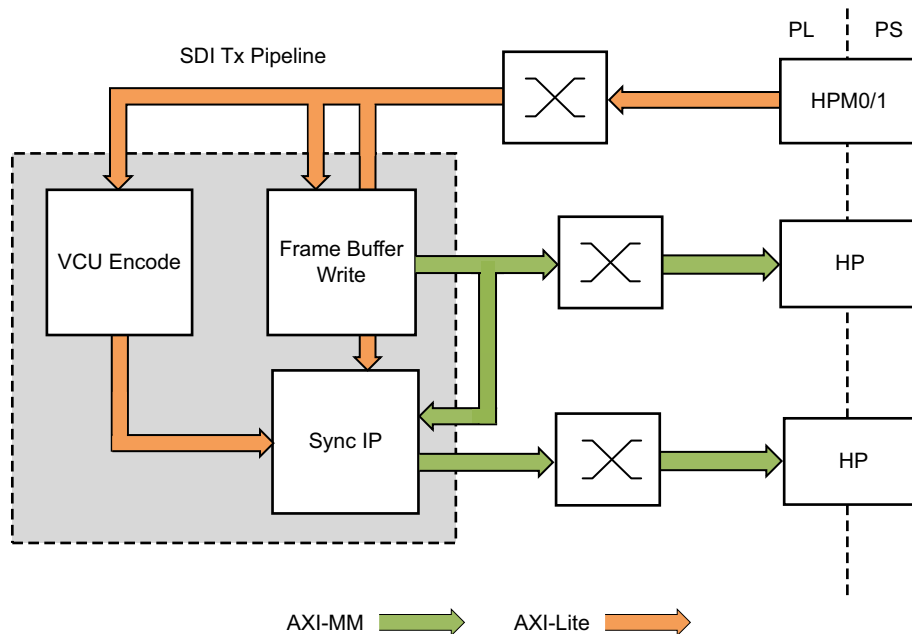 PL
PS
SDI Tx Pipeline
HPM0/1
VCU Encode
Frame Buffer
Write
HP
Sync IP
HP
AXI-MM
AXI-Lite